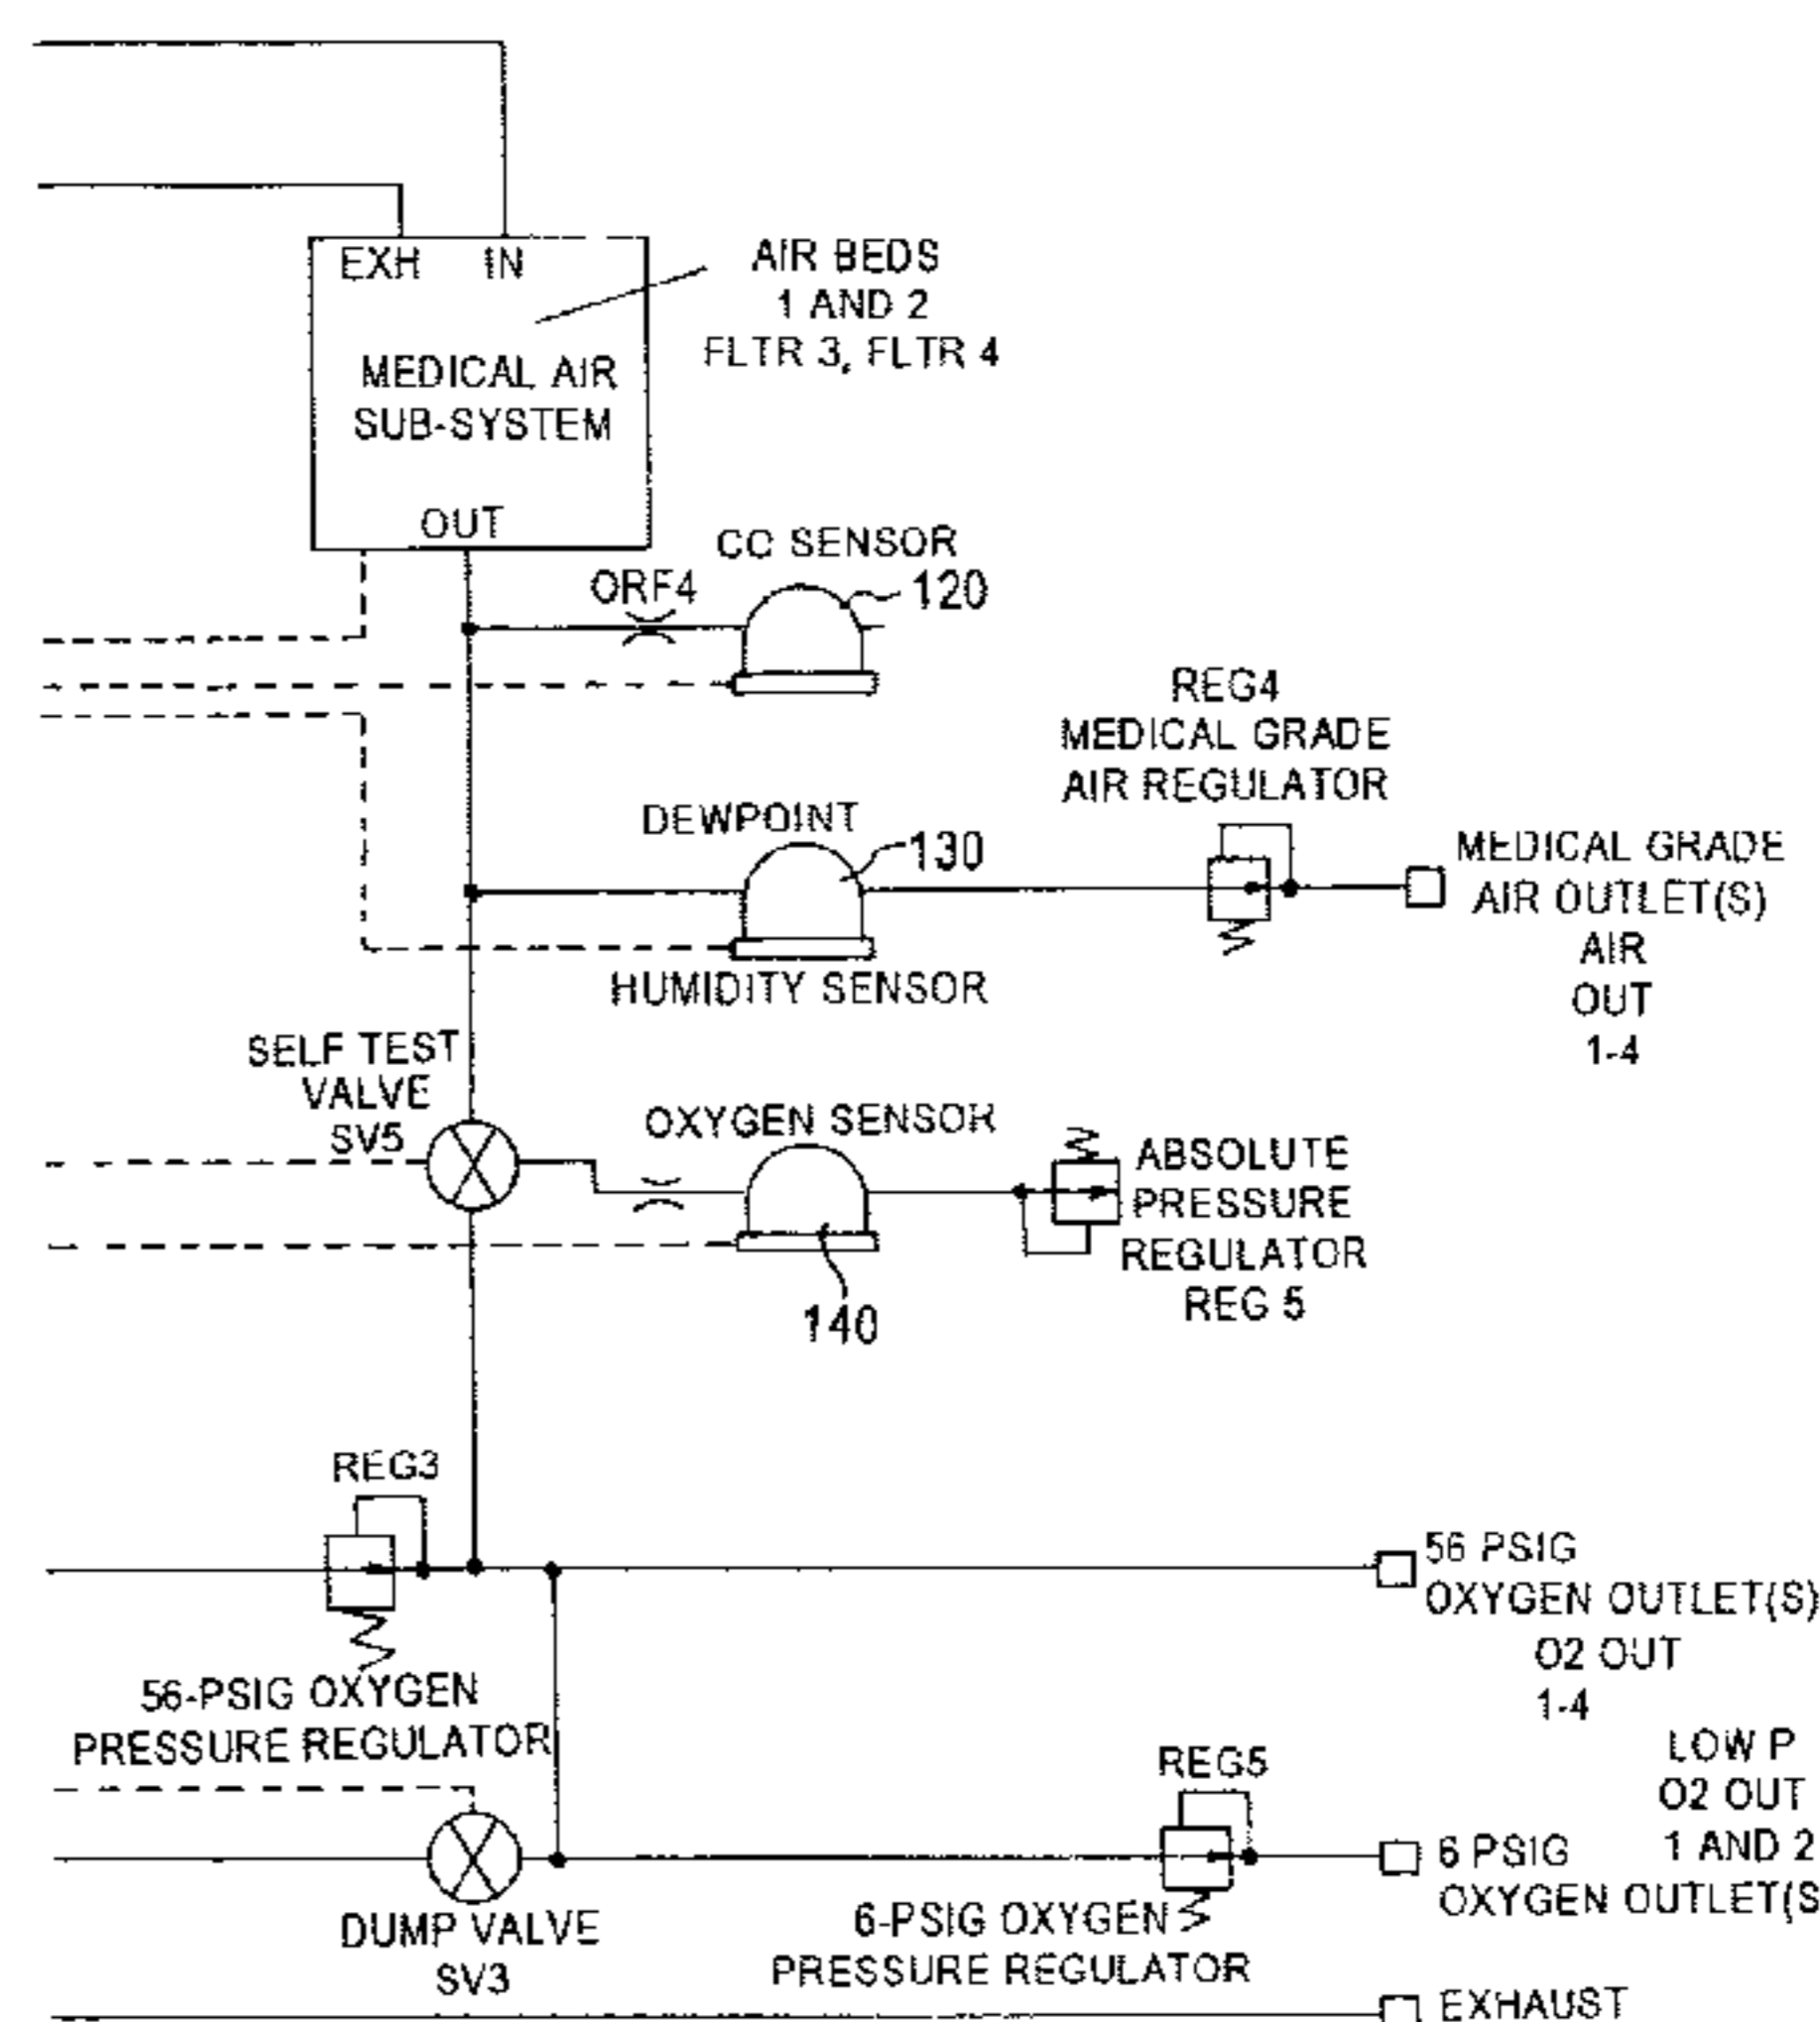 EXH IN
AIR BEDS
1 AND 2
FLTR 3, FLTR 4
MEDICAL AIR
SUB-SYSTEM
OUT
CC SENSOR
ORF4
120
REG4
MEDICAL GRADE
AIR REGULATOR
DEWPOINT
130
HUMIDITY SENSOR
MEDICAL GRADE
AIR OUTLET(S)
AIR
OUT
1-4
SELF TEST
VALVE
SV5
OXYGEN SENSOR
140
ABSOLUTE
PRESSURE
REGULATOR
REG 5
REG3
56-PSIG OXYGEN
PRESSURE REGULATOR
56 PSIG
OXYGEN OUTLET(S)
O2 OUT
1-4
LOW P
O2 OUT
1 AND 2
REG5
6 PSIG
OXYGEN OUTLET(S
DUMP VALVE
SV3
6-PSIG OXYGEN
PRESSURE REGULATOR
EXHAUST